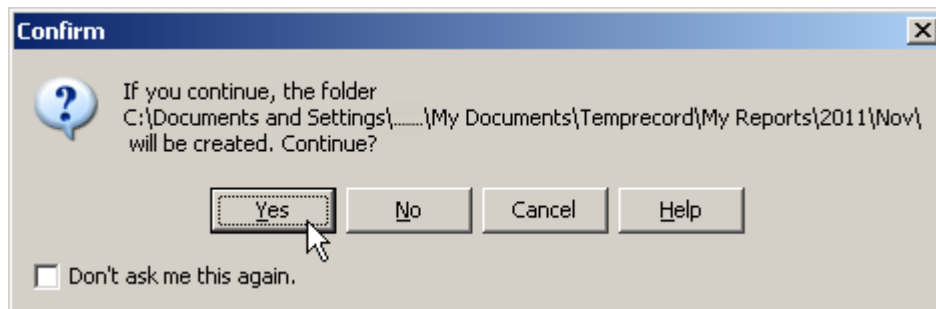 Confirm
If you continue, the folder
C:\Documents and Settings\......\My Documents\Temprecord\My Reports\2011\Nov\
will be created. Continue?
Yes No Cancel Help
Don't ask me this again.